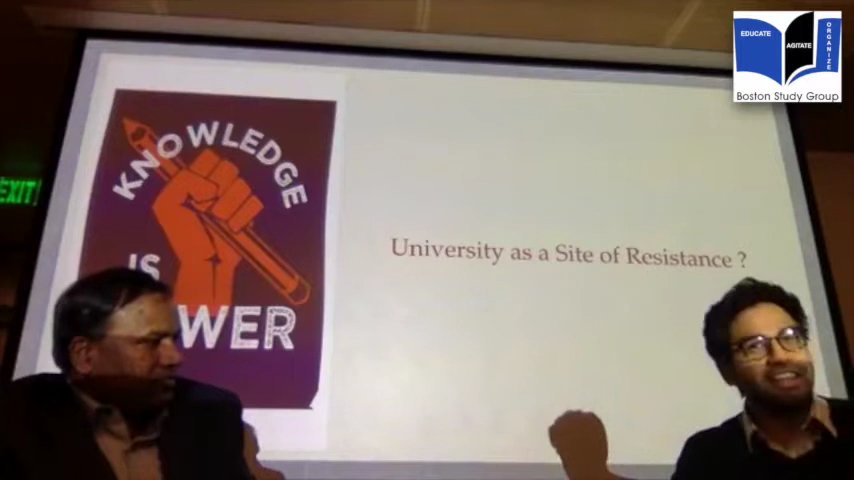 EDUCATE
AGITATE
ORGANIZE
Boston Study Group
KNOWLEDGE
IS
WER
University as a Site of Resistance ?
EXIT